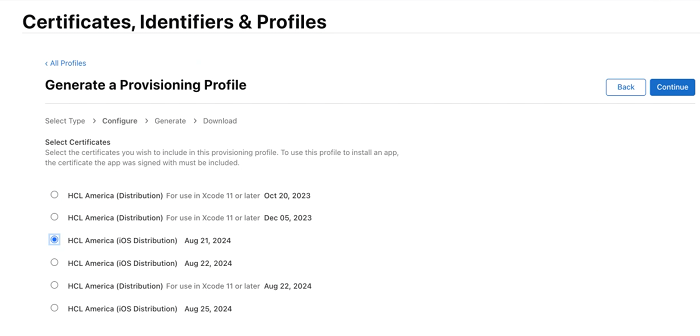 Certificates, Identifiers & Profiles
‹ All Profiles
Generate a Provisioning Profile
Back
Continue
Select Type > Configure > Generate > Download
Select Certificates
Select the certificates you wish to include in this provisioning profile. To use this profile to install an app,
the certificate the app was signed with must be included.
HCL America (Distribution) For use in Xcode 11 or later Oct 20, 2023
HCL America (Distribution) For use in Xcode 11 or later Dec 05, 2023
HCL America (iOS Distribution) Aug 21, 2024
HCL America (iOS Distribution) Aug 22, 2024
HCL America (Distribution) For use in Xcode 11 or later Aug 22, 2024
HCL America (iOS Distribution) Aug 25, 2024